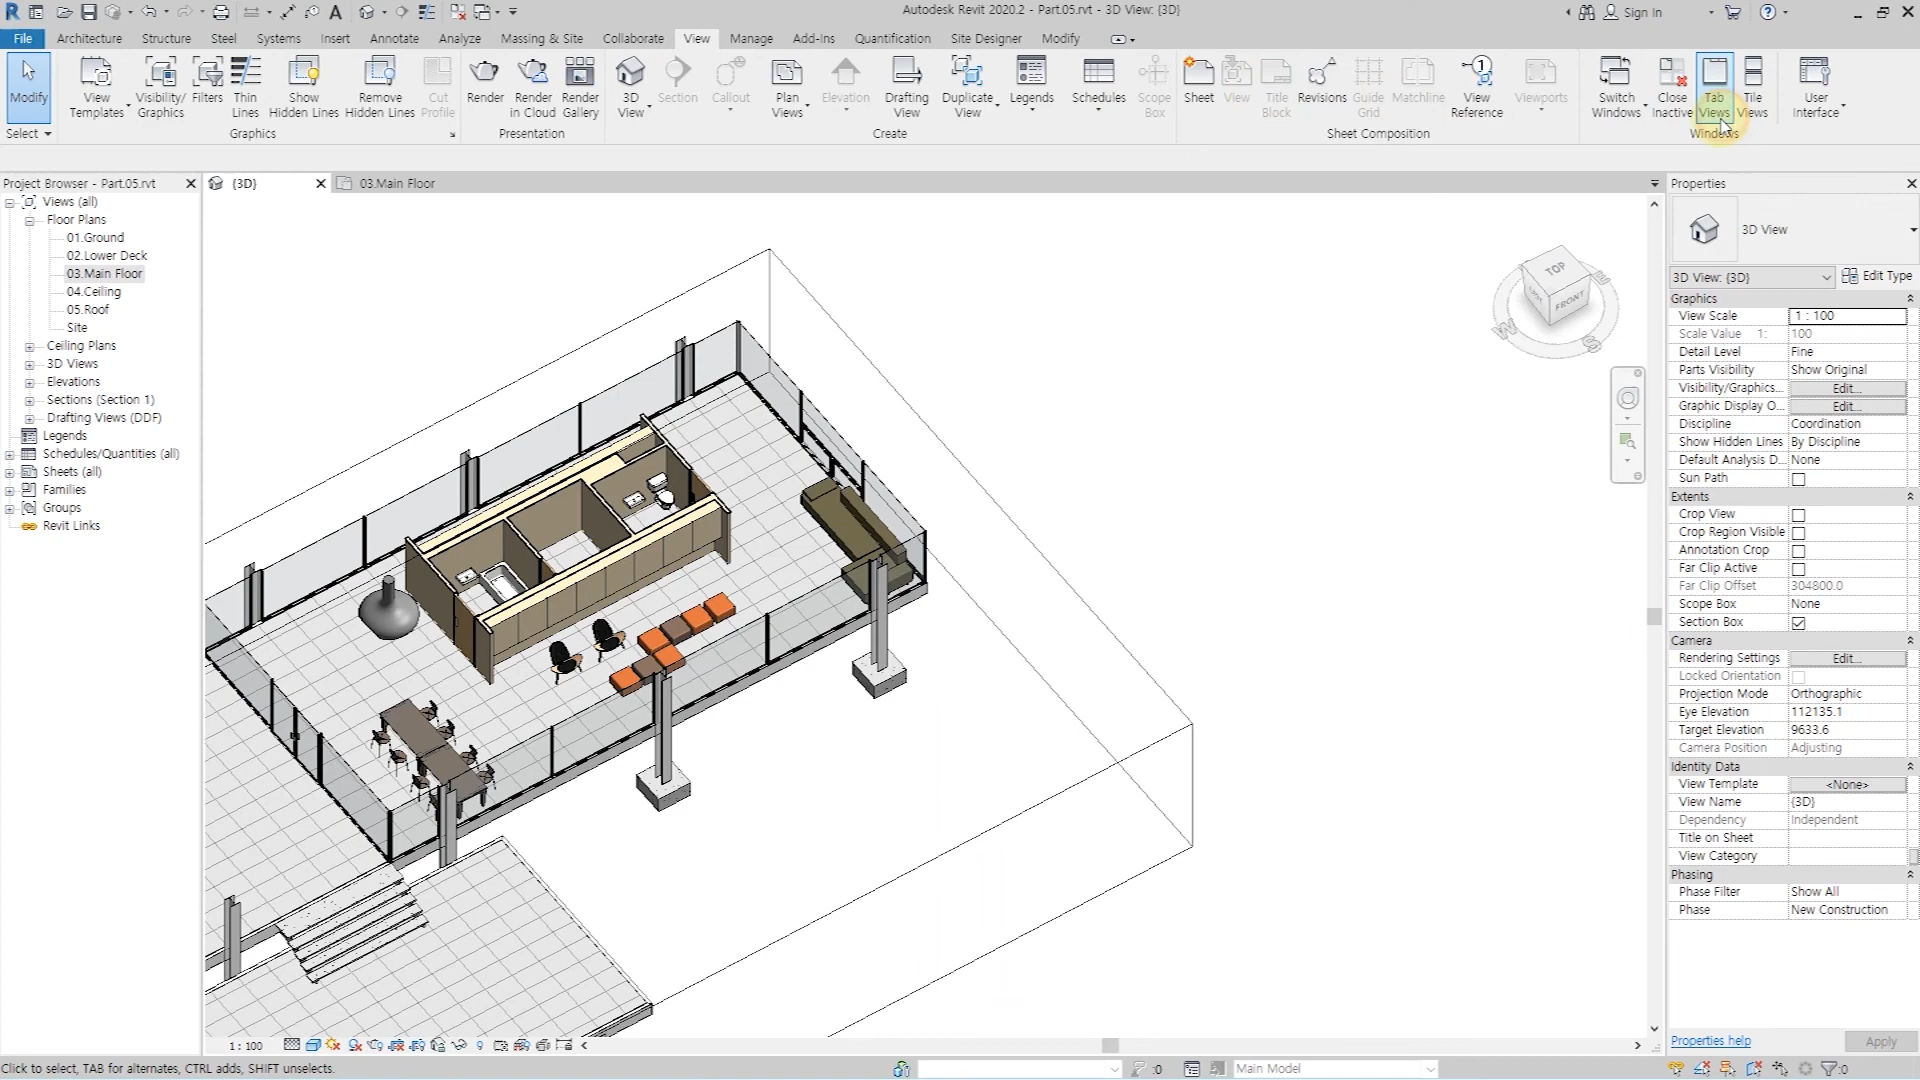 Autodesk Revit 2020.2 - Part.05.rvt - 3D View: {3D}
Sign In
File Architecture Structure Steel Systems Insert Annotate Analyze Massing & Site Collaborate View Manage Add-Ins Quantification Site Designer Modify
Modify
View Templates
Visibility/ Graphics
Filters
Thin Lines
Show Hidden Lines
Remove Hidden Lines
Cut Profile
Render
Render in Cloud
Render Gallery
3D View
Section
Callout
Plan Views
Elevation
Drafting View
Duplicate View
Legends
Schedules
Scope Box
Sheet
View
Title Block
Revisions
Guide Grid
Matchline
View Reference
Viewports
Switch Windows
Close Inactive
Tab Views
Tile Views
User Interface
Select
Graphics
Presentation
Create
Sheet Composition
Windows
Project Browser - Part.05.rvt
Views (all)
Floor Plans
01.Ground
02.Lower Deck
03.Main Floor
04.Ceiling
05.Roof
Site
Ceiling Plans
3D Views
Elevations
Sections (Section 1)
Drafting Views (DDF)
Legends
Schedules/Quantities (all)
Sheets (all)
Families
Groups
Revit Links
{3D}
03.Main Floor
TOP
FRONT
E
W
S
Properties
3D View
3D View: {3D}
Edit Type
Graphics
View Scale 1 : 100
Scale Value 1: 100
Detail Level Fine
Parts Visibility Show Original
Visibility/Graphics... Edit...
Graphic Display O... Edit...
Discipline Coordination
Show Hidden Lines By Discipline
Default Analysis D... None
Sun Path
Extents
Crop View
Crop Region Visible
Annotation Crop
Far Clip Active
Far Clip Offset 304800.0
Scope Box None
Section Box
Camera
Rendering Settings Edit...
Locked Orientation
Projection Mode Orthographic
Eye Elevation 112135.1
Target Elevation 9633.6
Camera Position Adjusting
Identity Data
View Template <None>
View Name {3D}
Dependency Independent
Title on Sheet
View Category
Phasing
Phase Filter Show All
Phase New Construction
Properties help
Apply
1 : 100
Click to select, TAB for alternates, CTRL adds, SHIFT unselects.
:0
Main Model
:0